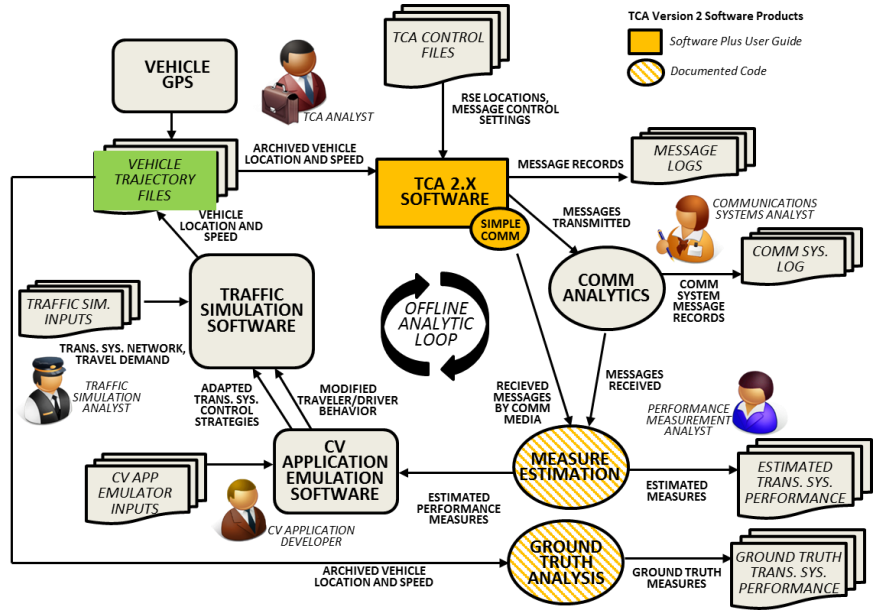 TCA Version 2 Software Products
Software Plus User Guide
Documented Code
VEHICLE
GPS
TCA ANALYST
TCA CONTROL
FILES
RSE LOCATIONS,
MESSAGE CONTROL
SETTINGS
ARCHIVED VEHICLE
LOCATION AND SPEED
VEHICLE
TRAJECTORY
FILES
TCA 2.X
SOFTWARE
SIMPLE
COMM
MESSAGE RECORDS
MESSAGE
LOGS
VEHICLE
LOCATION AND
SPEED
MESSAGES
TRANSMITTED
COMMUNICATIONS
SYSTEMS ANALYST
COMM SYS.
LOG
COMM
ANALYTICS
COMM
SYSTEM
MESSAGE
RECORDS
TRAFFIC SIM.
INPUTS
TRAFFIC
SIMULATION
SOFTWARE
OFFLINE
ANALYTIC
LOOP
TRANS. SYS. NETWORK,
TRAVEL DEMAND
TRAFFIC
SIMULATION
ANALYST
ADAPTED
TRANS. SYS.
CONTROL
STRATEGIES
MODIFIED
TRAVELER/DRIVER
BEHAVIOR
RECIEVED
MESSAGES
BY COMM
MEDIA
MESSAGES
RECEIVED
PERFORMANCE
MEASUREMENT
ANALYST
CV APP
EMULATOR
INPUTS
CV
APPLICATION
EMULATION
SOFTWARE
CV APPLICATION
DEVELOPER
ESTIMATED
PERFORMANCE
MEASURES
MEASURE
ESTIMATION
ESTIMATED
MEASURES
ESTIMATED
TRANS. SYS.
PERFORMANCE
ARCHIVED VEHICLE
LOCATION AND SPEED
GROUND
TRUTH
ANALYSIS
GROUND TRUTH
MEASURES
GROUND TRUTH
TRANS. SYS.
PERFORMANCE